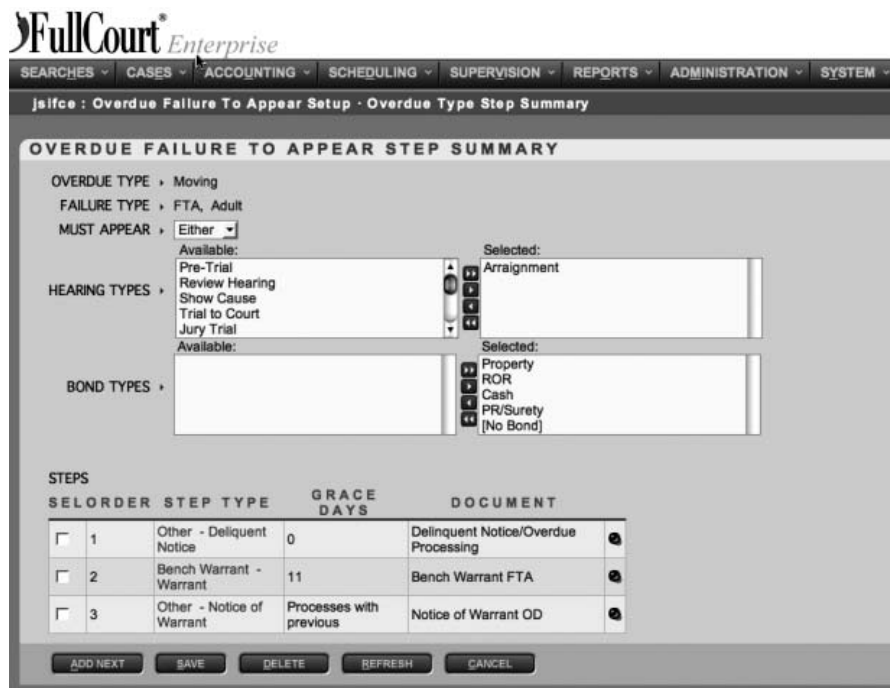 FullCourt® Enterprise
SEARCHES CASES ACCOUNTING SCHEDULING SUPERVISION REPORTS ADMINISTRATION SYSTEM
jsifce : Overdue Failure To Appear Setup · Overdue Type Step Summary
OVERDUE FAILURE TO APPEAR STEP SUMMARY
OVERDUE TYPE Moving
FAILURE TYPE FTA, Adult
MUST APPEAR Either
Available: Selected:
HEARING TYPES
Pre-Trial
Review Hearing
Show Cause
Trial to Court
Jury Trial
Arraignment
Available: Selected:
BOND TYPES
Property
ROR
Cash
PR/Surety
[No Bond]
STEPS
SEL ORDER STEP TYPE GRACE DAYS DOCUMENT
1 Other - Deliquent Notice 0 Delinquent Notice/Overdue Processing
2 Bench Warrant - Warrant 11 Bench Warrant FTA
3 Other - Notice of Warrant Processes with previous Notice of Warrant OD
ADD NEXT SAVE DELETE REFRESH CANCEL